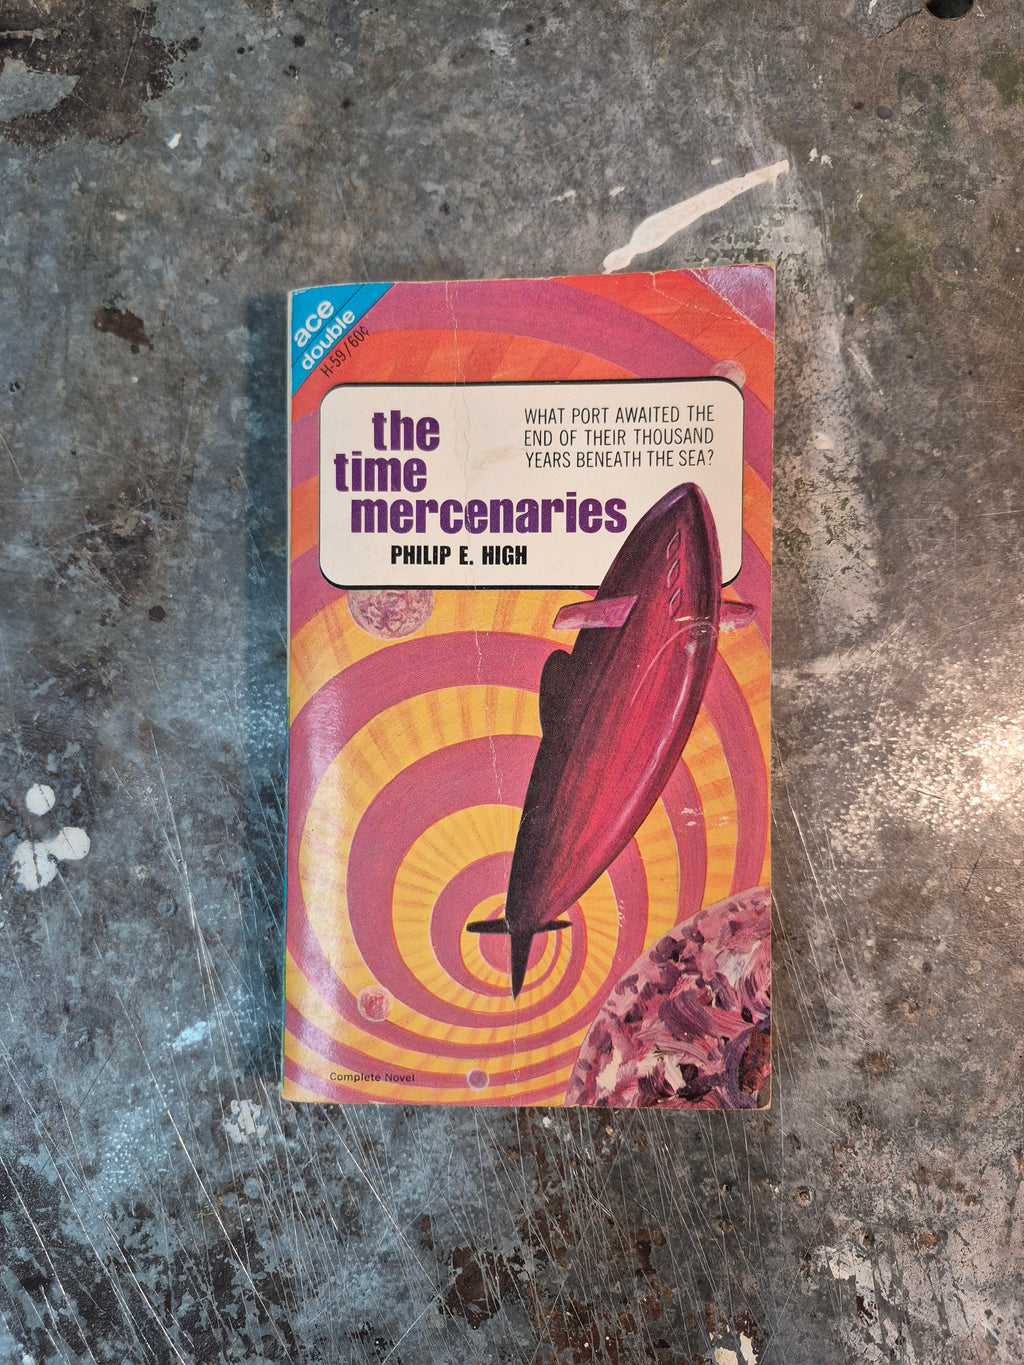 ace
double
H-59/60¢
the
time
mercenaries
PHILIP E. HIGH
WHAT PORT AWAITED THE
END OF THEIR THOUSAND
YEARS BENEATH THE SEA?
Complete Novel